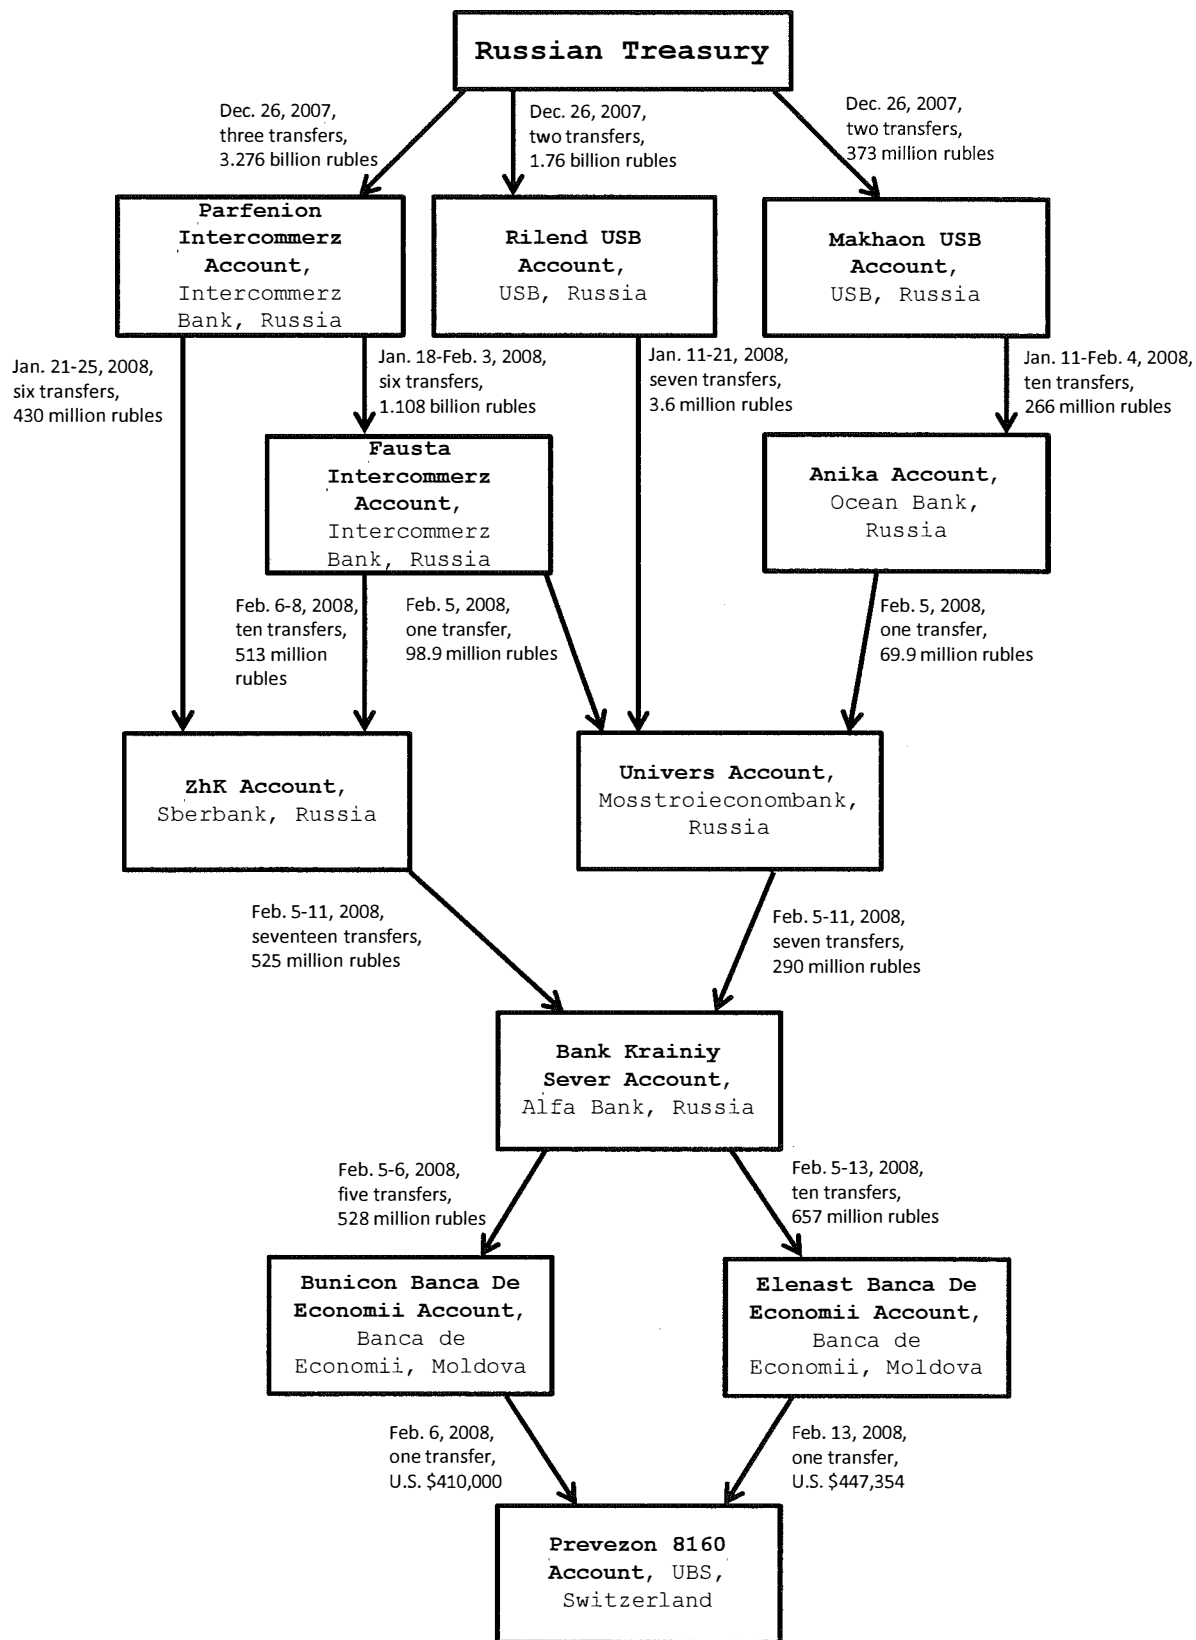 Russian Treasury
Dec. 26, 2007,
three transfers,
3.276 billion rubles
Dec. 26, 2007,
two transfers,
1.76 billion rubles
Dec. 26, 2007,
two transfers,
373 million rubles
Parfenion
Intercommerz
Account,
Intercommerz
Bank, Russia
Rilend USB
Account,
USB, Russia
Makhaon USB
Account,
USB, Russia
Jan. 21-25, 2008,
six transfers,
430 million rubles
Jan. 18-Feb. 3, 2008,
six transfers,
1.108 billion rubles
Jan. 11-21, 2008,
seven transfers,
3.6 million rubles
Jan. 11-Feb. 4, 2008,
ten transfers,
266 million rubles
Fausta
Intercommerz
Account,
Intercommerz
Bank, Russia
Anika Account,
Ocean Bank,
Russia
Feb. 6-8, 2008,
ten transfers,
513 million
rubles
Feb. 5, 2008,
one transfer,
98.9 million rubles
Feb. 5, 2008,
one transfer,
69.9 million rubles
ZhK Account,
Sberbank, Russia
Univers Account,
Mosstroieconombank,
Russia
Feb. 5-11, 2008,
seventeen transfers,
525 million rubles
Feb. 5-11, 2008,
seven transfers,
290 million rubles
Bank Krainiy
Sever Account,
Alfa Bank, Russia
Feb. 5-6, 2008,
five transfers,
528 million rubles
Feb. 5-13, 2008,
ten transfers,
657 million rubles
Bunicon Banca De
Economii Account,
Banca de
Economii, Moldova
Elenast Banca De
Economii Account,
Banca de
Economii, Moldova
Feb. 6, 2008,
one transfer,
U.S. $410,000
Feb. 13, 2008,
one transfer,
U.S. $447,354
Prevezon 8160
Account, UBS,
Switzerland